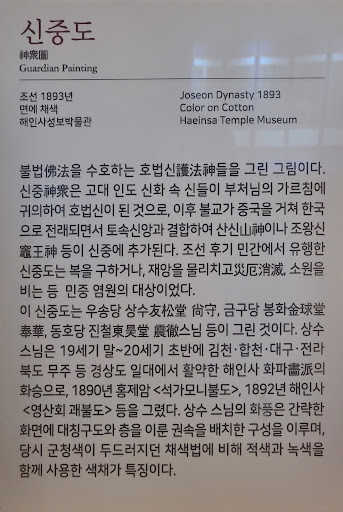 신중도
神衆圖
Guardian Painting
조선 1893년
면에 채색
해인사성보박물관
Joseon Dynasty 1893
Color on Cotton
Haeinsa Temple Museum
불법佛法을 수호하는 호법신護法神들을 그린 그림이다.
신중神衆은 고대 인도 신화 속 신들이 부처님의 가르침에
귀의하여 호법신이 된 것으로, 이후 불교가 중국을 거쳐 한국
으로 전래되면서 토속신앙과 결합하여 산신山神이나 조왕신
竈王神 등이 신중에 추가된다. 조선 후기 민간에서 유행한
신중도는 복을 구하거나, 재앙을 물리치고災厄消滅, 소원을
비는 등 민중 염원의 대상이었다.
이 신중도는 우송당 상수友松堂 尙守, 금구당 봉화金球堂
奉華, 동호당 진철東昊堂 震徹스님 등이 그린 것이다. 상수
스님은 19세기 말~20세기 초반에 김천·합천·대구·전라
북도 무주 등 경상도 일대에서 활약한 해인사 화파畵派의
화승으로, 1890년 홍제암 <석가모니불도>, 1892년 해인사
<영산회 괘불도> 등을 그렸다. 상수 스님의 화풍은 간략한
화면에 대칭구도와 층을 이룬 권속을 배치한 구성을 이루며,
당시 군청색이 두드러지던 채색법에 비해 적색과 녹색을
함께 사용한 색채가 특징이다.